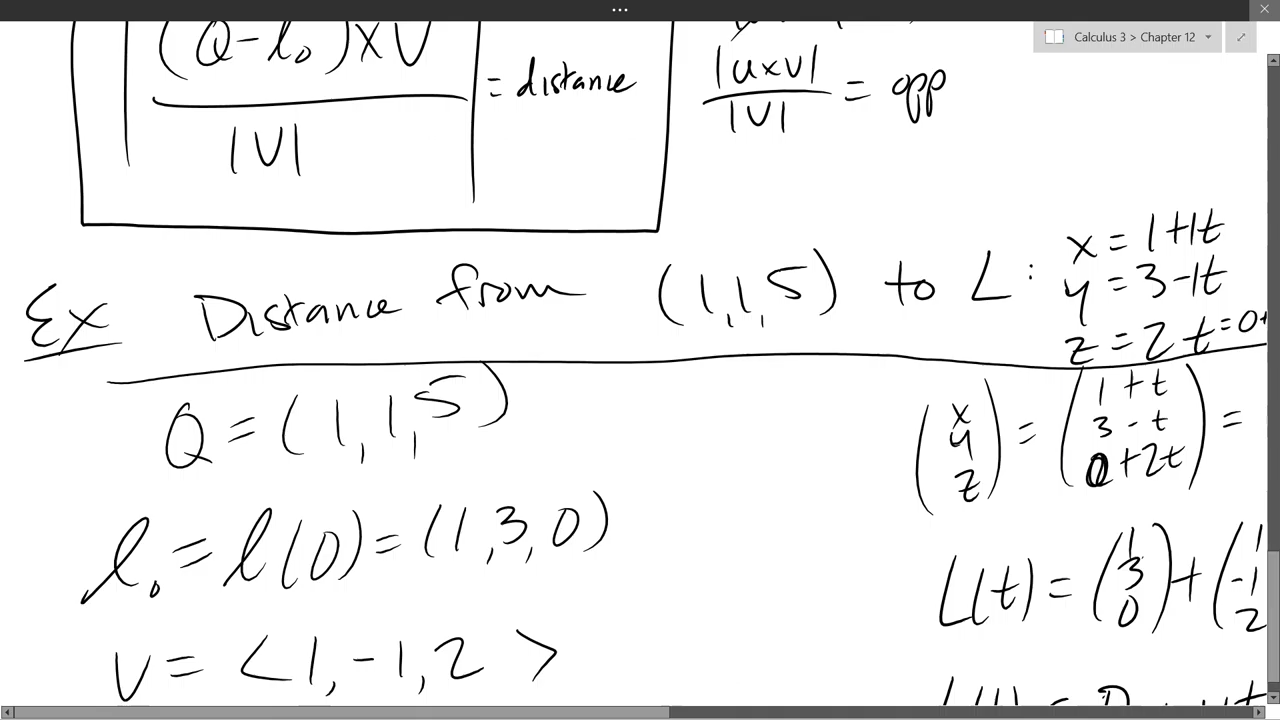 ...
Calculus 3 > Chapter 12
(Q-l₀)×V
= distance
|V|
|u×v|
|V|
= opp
Ex Distance from (1,1,5) to L:
x = 1+1t
y = 3-1t
z = 2t = 0+
Q = (1,1,5)
(x y z) = (1+t 3-t 0+2t) =
l₀ = l(0) = (1,3,0)
L(t) = (1 3 0) + (1 -1 2
V = <1,-1,2>